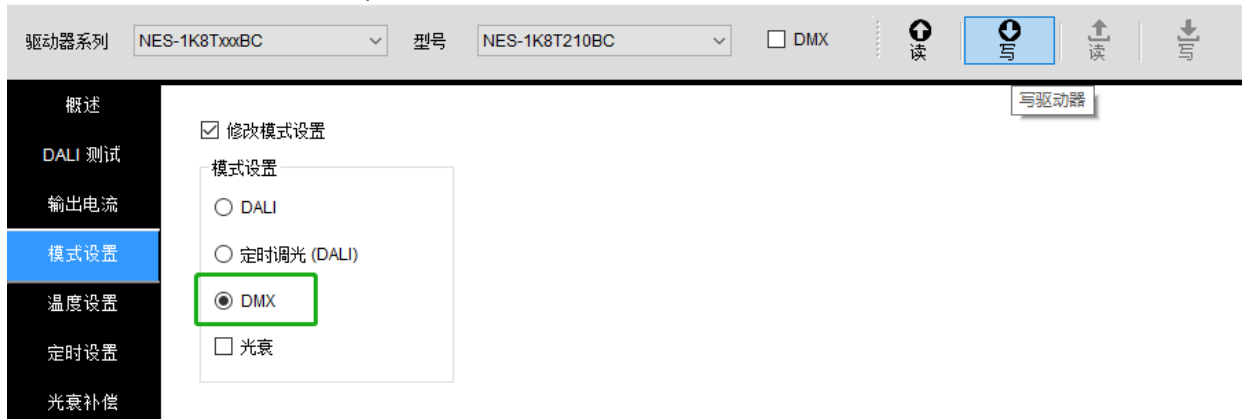 驱动器系列 NES-1K8TxxxBC 型号 NES-1K8T210BC DMX 读 写 读 写
写驱动器
概述
DALI 测试
输出电流
模式设置
温度设置
定时设置
光衰补偿
修改模式设置
模式设置
DALI
定时调光 (DALI)
DMX
光衰